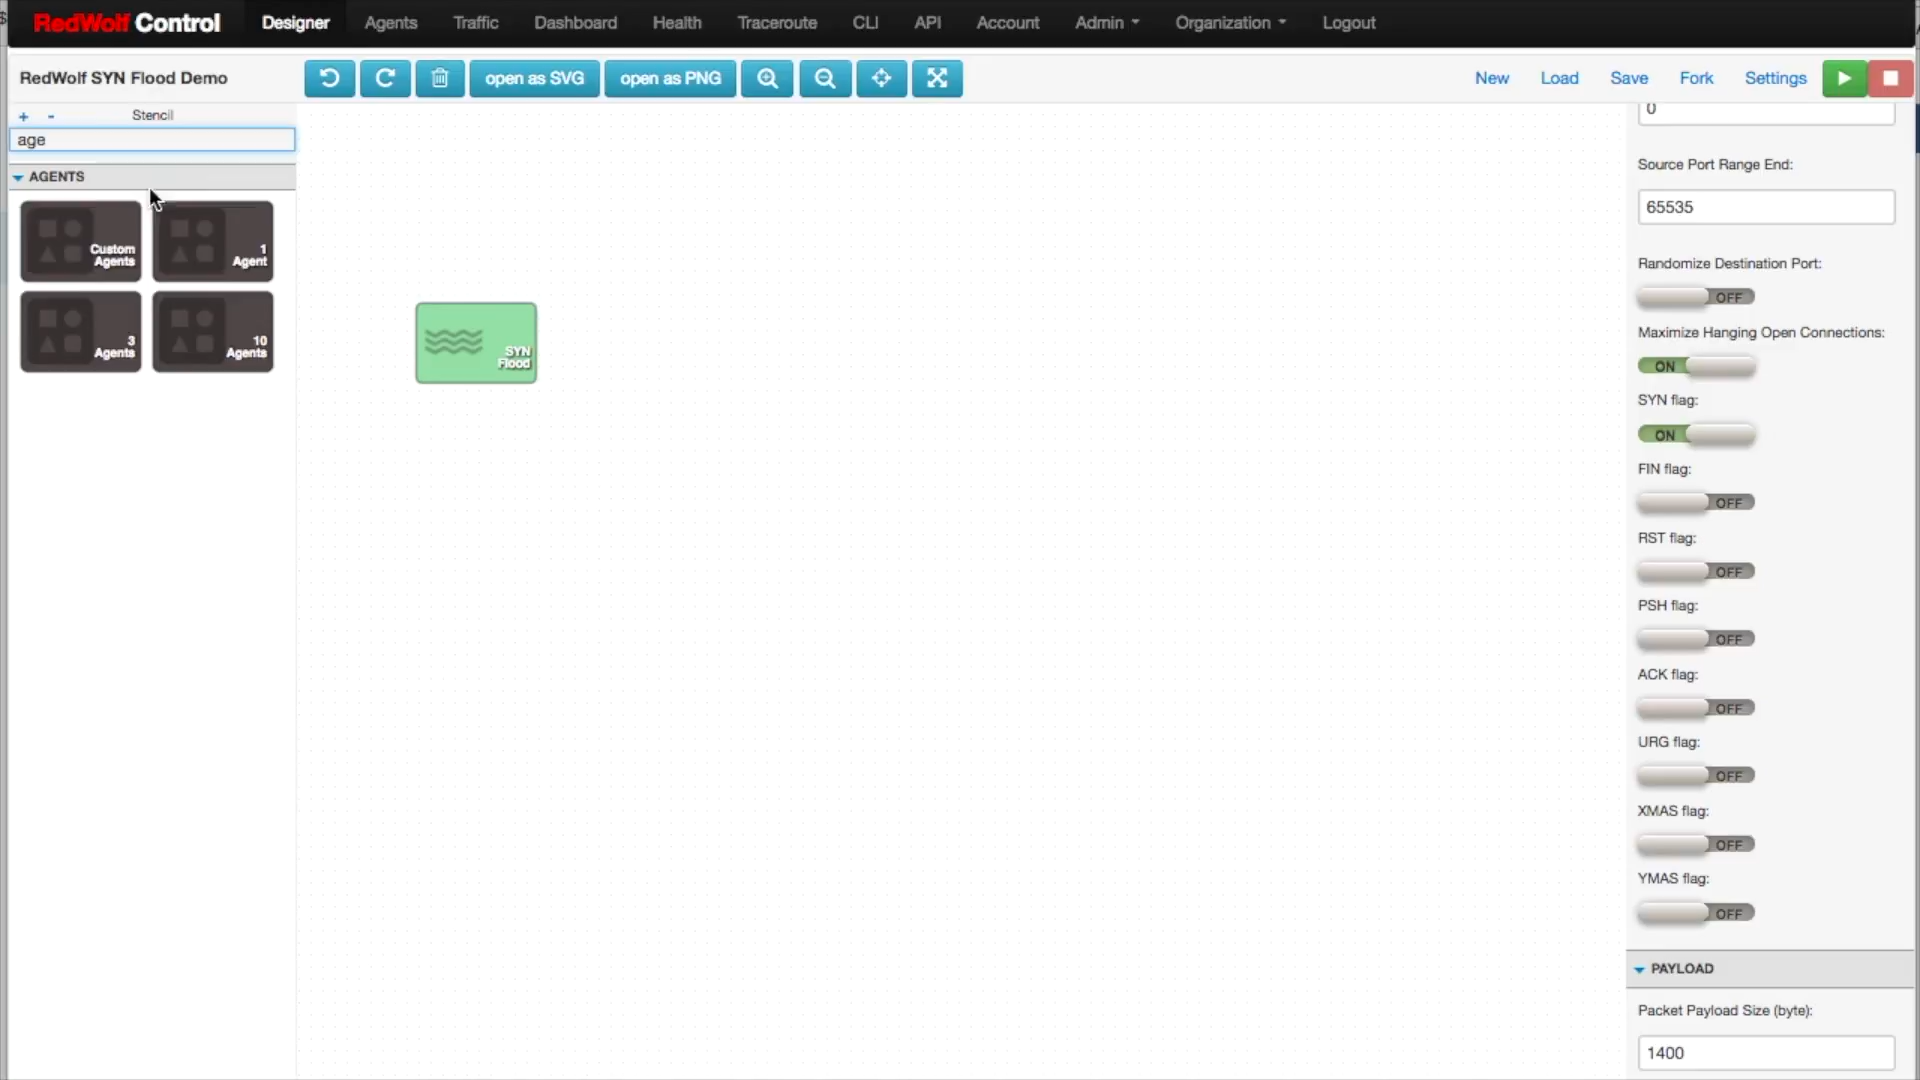 RedWolf Control Designer Agents Traffic Dashboard Health Traceroute CLI API Account Admin Organization Logout
RedWolf SYN Flood Demo open as SVG open as PNG New Load Save Fork Settings
+ - Stencil
age
AGENTS
Custom
Agents
1
Agent
3
Agents
10
Agents
SYN
Flood
0
Source Port Range End:
65535
Randomize Destination Port:
OFF
Maximize Hanging Open Connections:
ON
SYN flag:
ON
FIN flag:
OFF
RST flag:
OFF
PSH flag:
OFF
ACK flag:
OFF
URG flag:
OFF
XMAS flag:
OFF
YMAS flag:
OFF
PAYLOAD
Packet Payload Size (byte):
1400